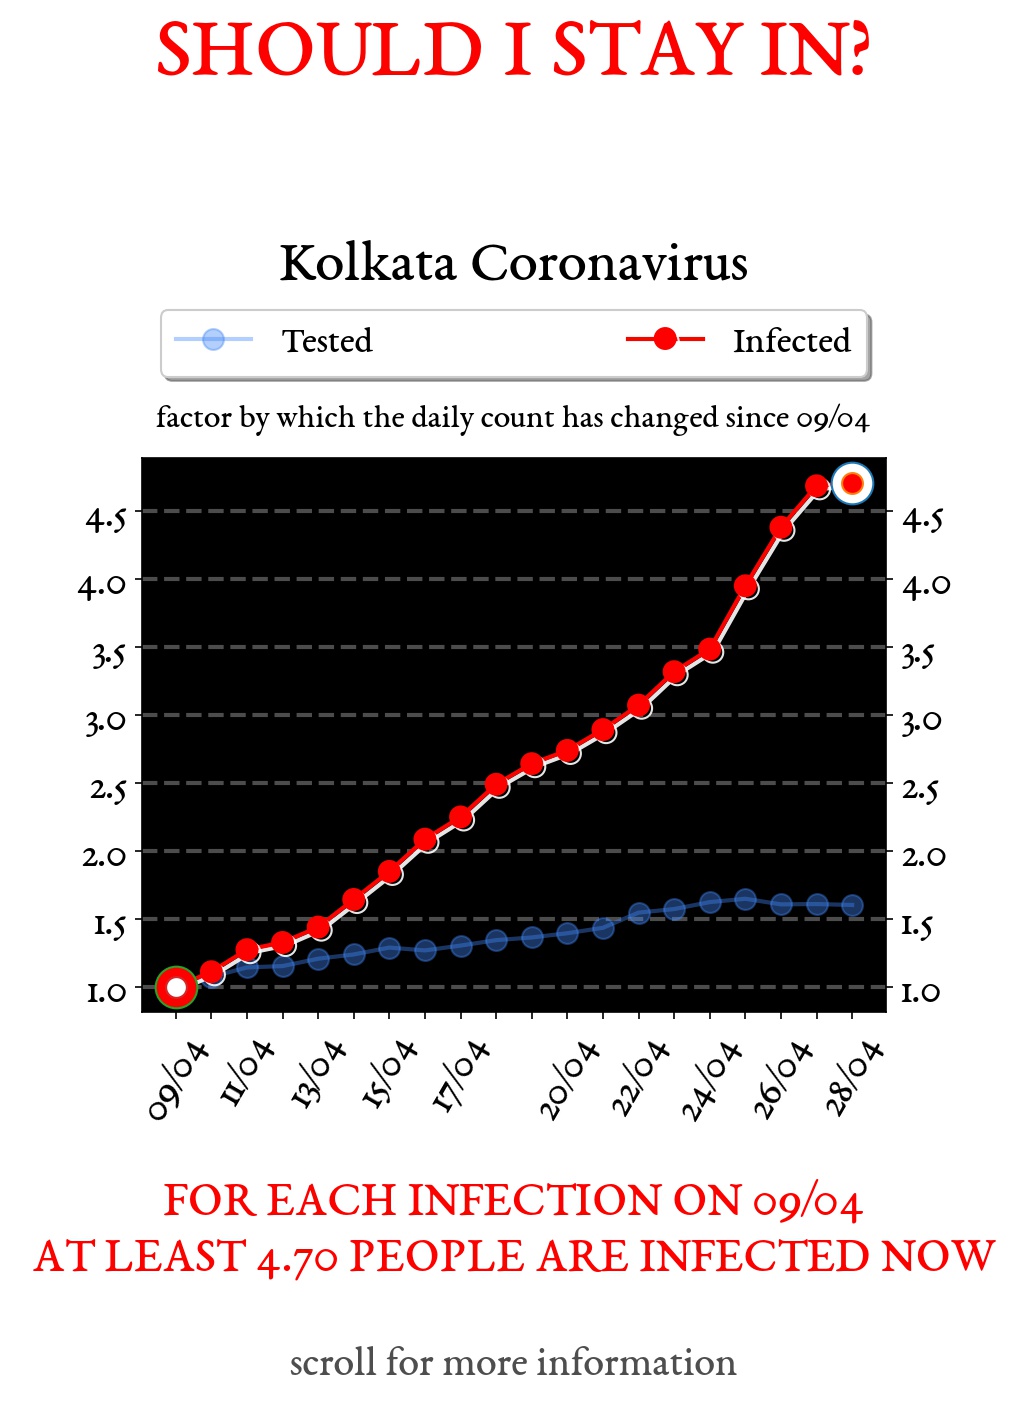 SHOULD I STAY IN?
Kolkata Coronavirus
Tested Infected
factor by which the daily count has changed since 09/04
4.5 4.5
4.0 4.0
3.5 3.5
3.0 3.0
2.5 2.5
2.0 2.0
1.5 1.5
1.0 1.0
09/04 11/04 13/04 15/04 17/04 20/04 22/04 24/04 26/04 28/04
FOR EACH INFECTION ON 09/04
AT LEAST 4.70 PEOPLE ARE INFECTED NOW
scroll for more information